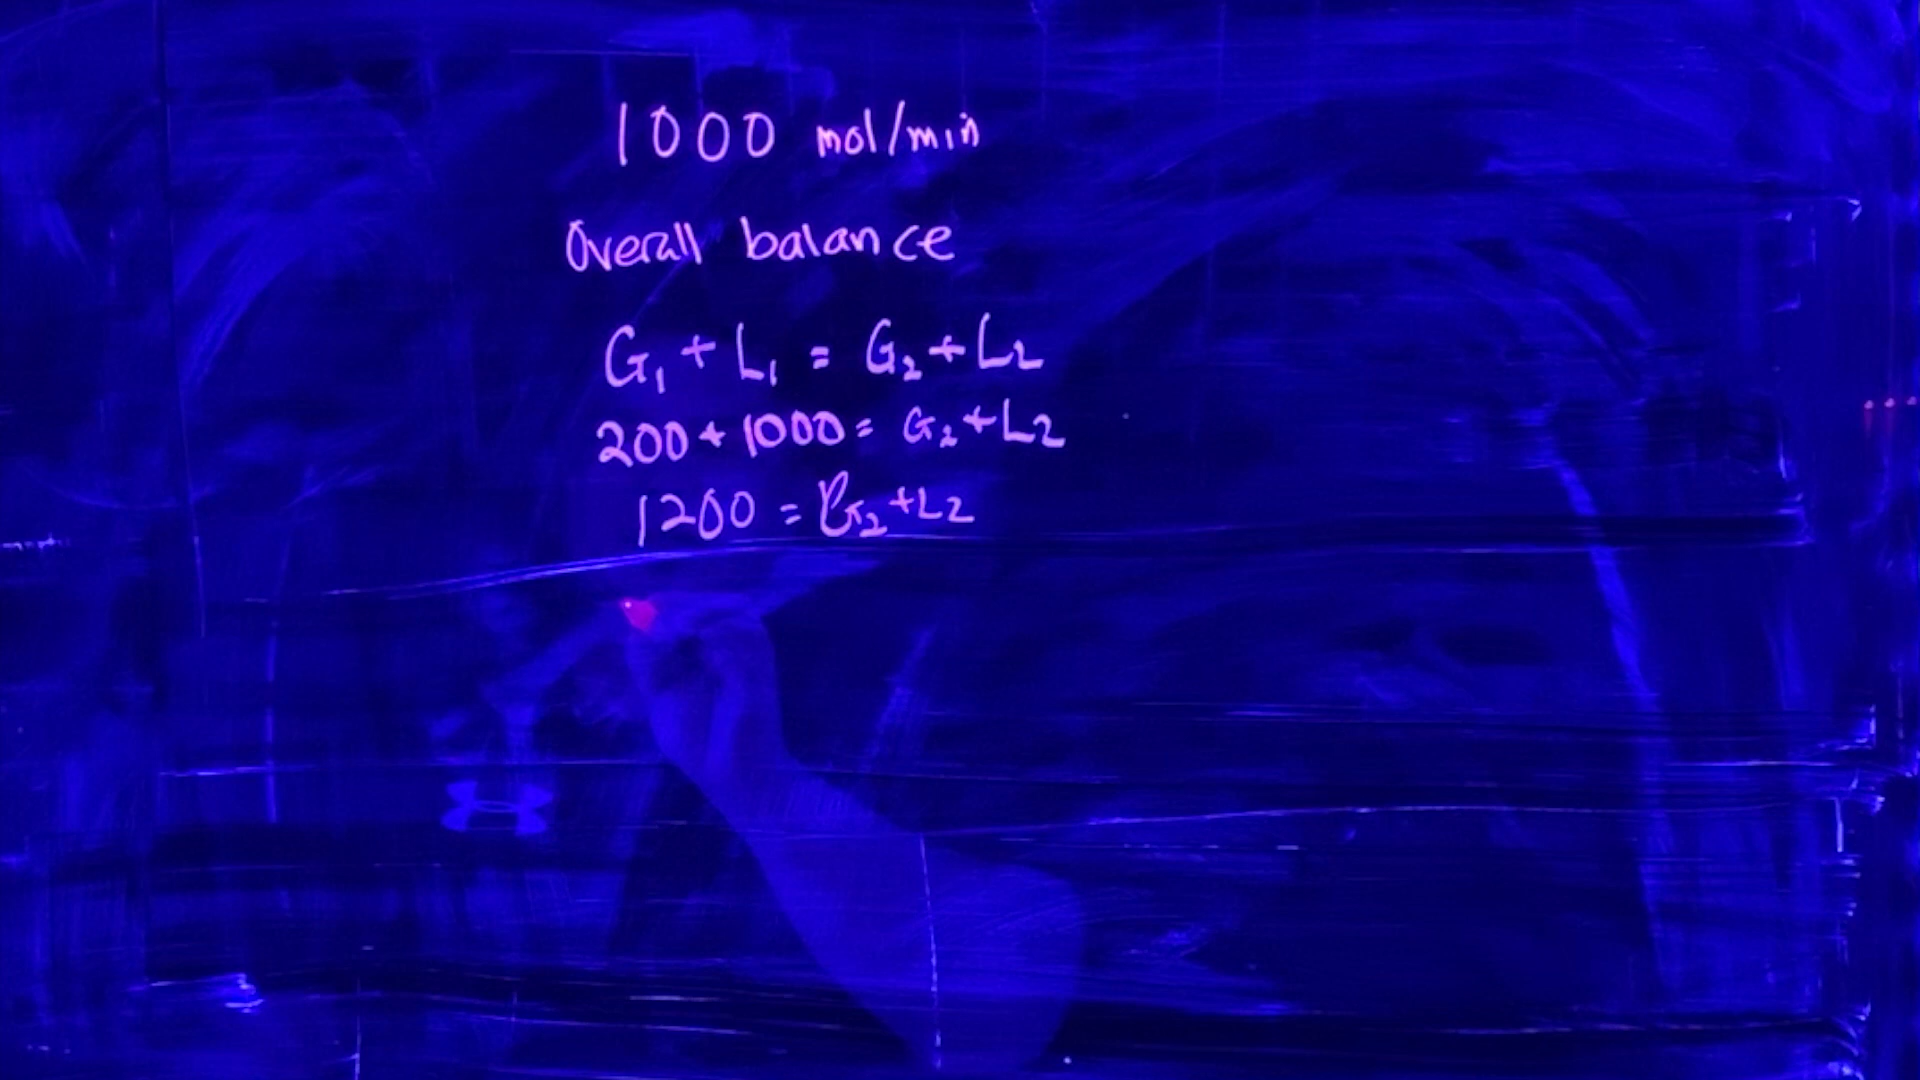 1000 mol/min
Overall balance
G₁ + L₁ = G₂ + L₂
200 + 1000 = G₂ + L₂
1200 = G₂ + L₂